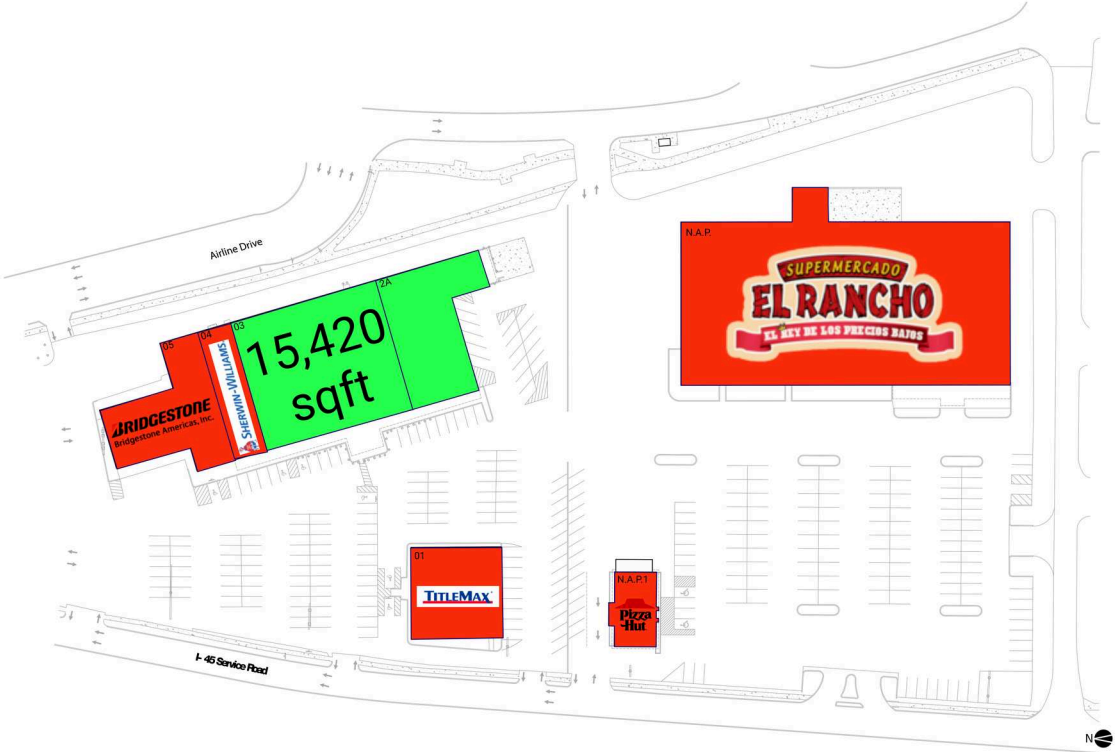 Airline Drive
N.A.P.
SUPERMERCADO
EL RANCHO
EL REY DE LOS PRECIOS BAJOS
2A
03
04
05
15,420
sqft
SHERWIN-WILLIAMS
BRIDGESTONE
Bridgestone Americas, Inc.
01
TITLEMAX
N.A.P.1
Pizza
Hut
I- 45 Service Road
N